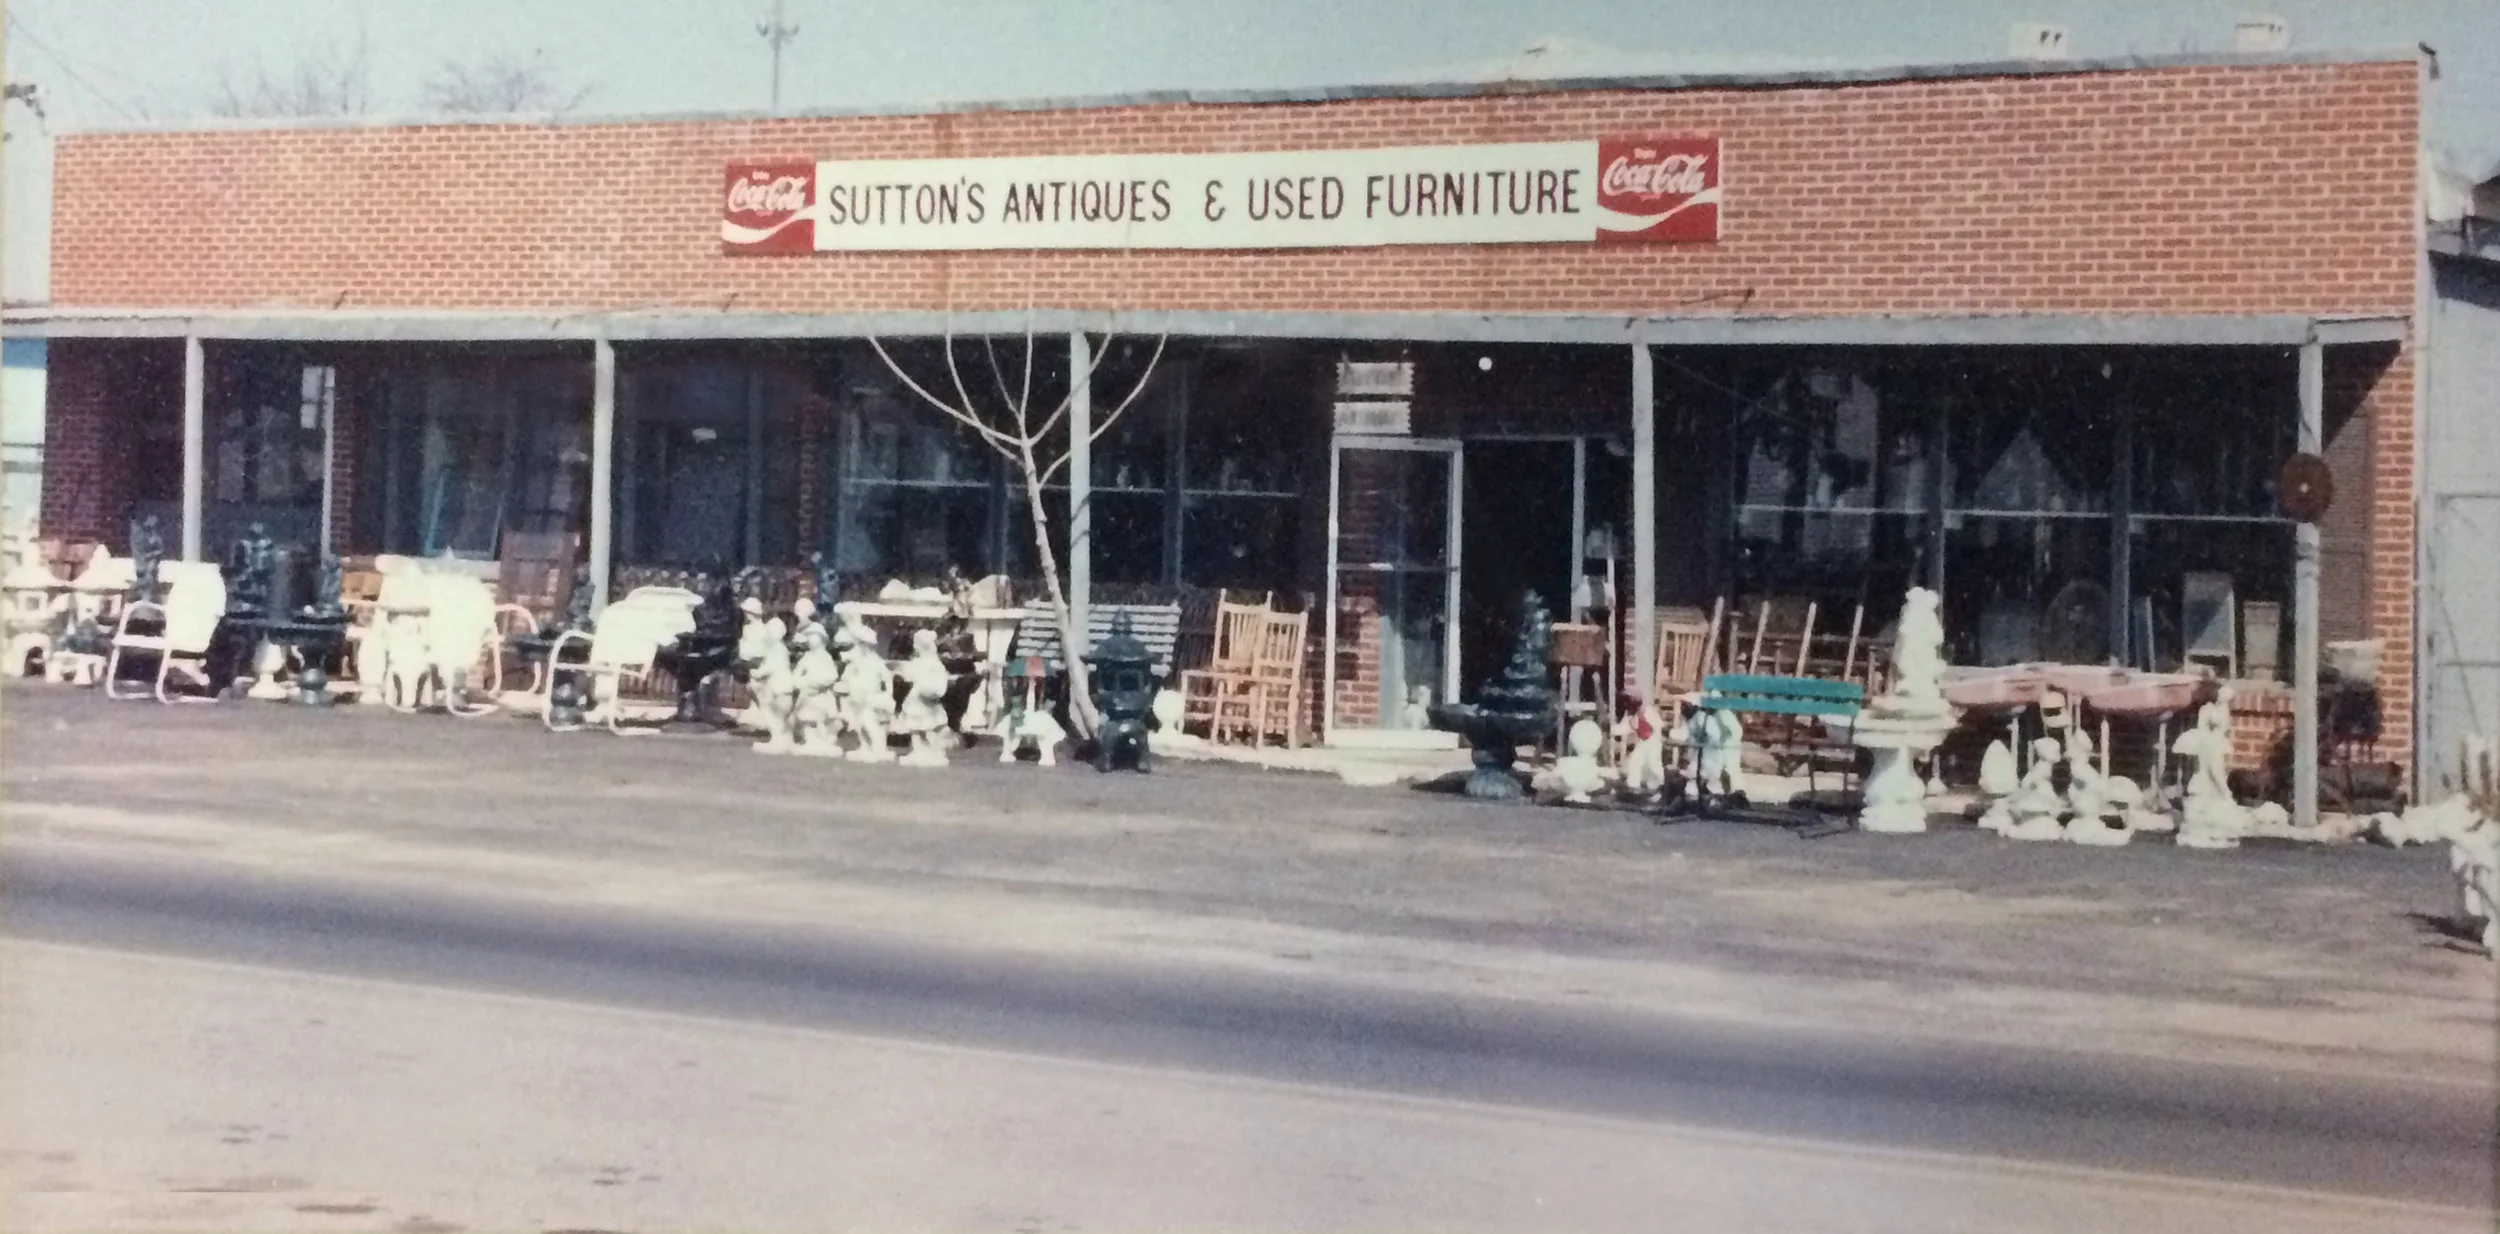 Coca-Cola
SUTTON'S ANTIQUES & USED FURNITURE
Coca-Cola